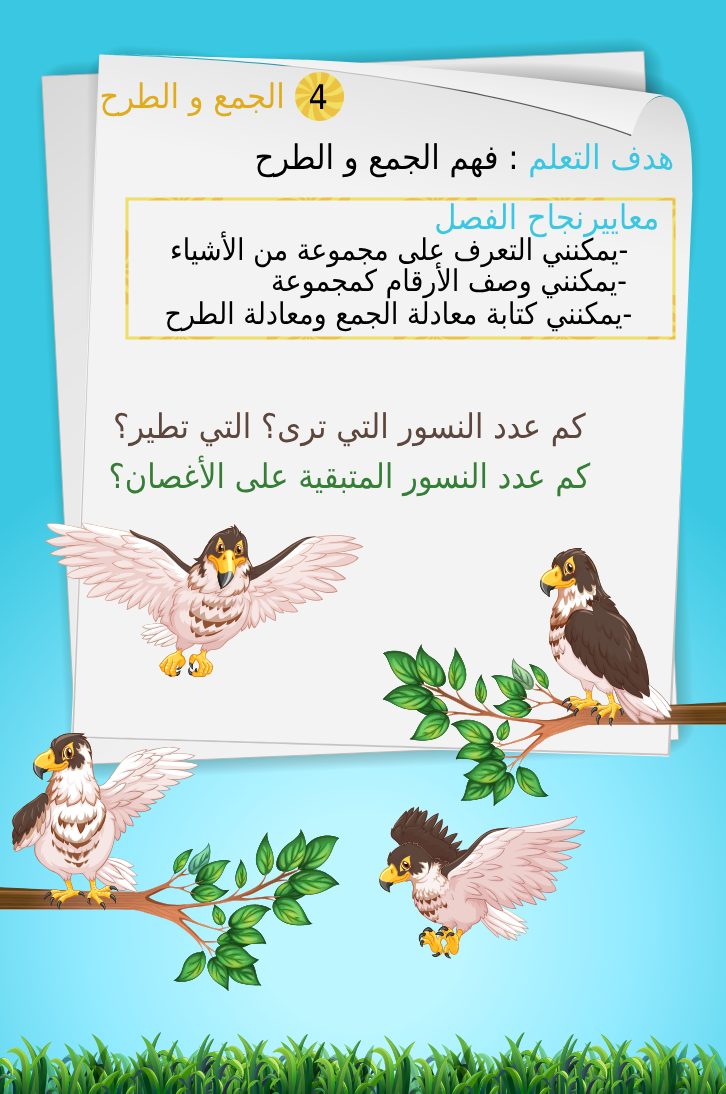 4 الجمع و الطرح
هدف التعلم : فهم الجمع و الطرح
معاييرنجاح الفصل
-يمكنني التعرف على مجموعة من الأشياء
-يمكنني وصف الأرقام كمجموعة
-يمكنني كتابة معادلة الجمع ومعادلة الطرح
كم عدد النسور التي ترى؟ التي تطير؟
كم عدد النسور المتبقية على الأغصان؟